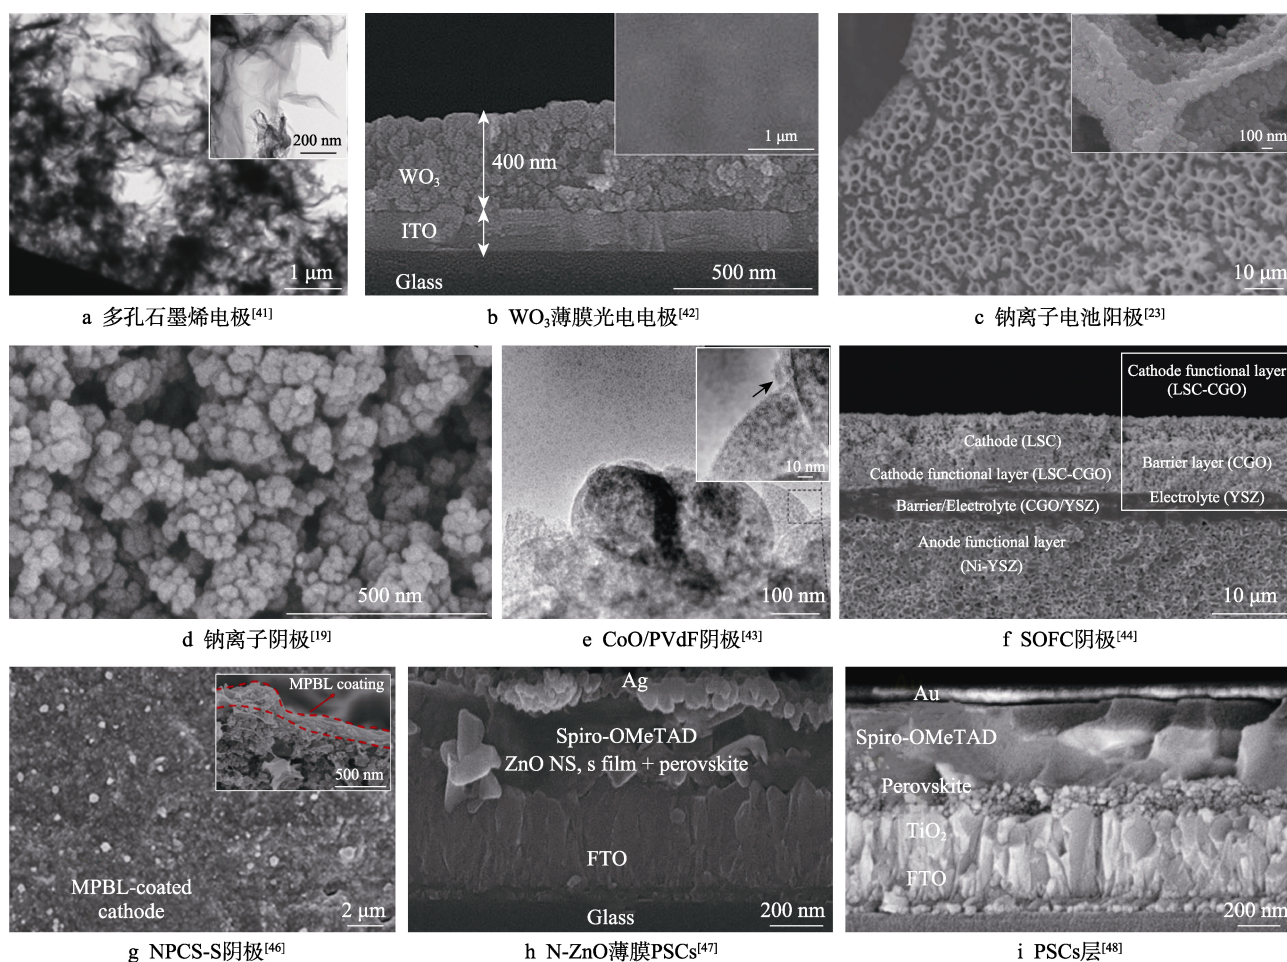 200 nm
1 μm
a 多孔石墨烯电极[41]
1 μm
400 nm
WO₃
ITO
500 nm
Glass
b WO₃薄膜光电电极[42]
100 nm
10 μm
c 钠离子电池阳极[23]
500 nm
d 钠离子阴极[19]
10 nm
100 nm
e CoO/PVdF阴极[43]
Cathode functional layer
(LSC-CGO)
Cathode (LSC)
Barrier layer (CGO)
Cathode functional layer (LSC-CGO)
Electrolyte (YSZ)
Barrier/Electrolyte (CGO/YSZ)
Anode functional layer
(Ni-YSZ)
10 μm
f SOFC阴极[44]
MPBL coating
500 nm
MPBL-coated
cathode
2 μm
g NPCS-S阴极[46]
Ag
Spiro-OMeTAD
ZnO NS, s film + perovskite
FTO
200 nm
Glass
h N-ZnO薄膜PSCs[47]
Au
Spiro-OMeTAD
Perovskite
TiO₂
FTO
200 nm
i PSCs层[48]